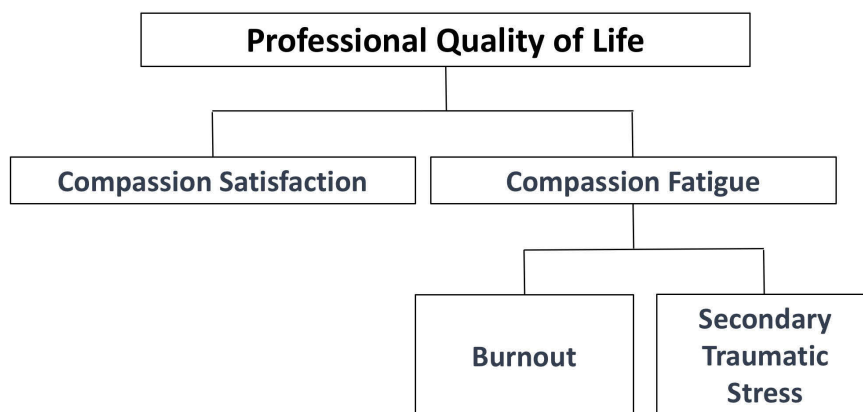 Professional Quality of Life
Compassion Satisfaction
Compassion Fatigue
Burnout
Secondary
Traumatic
Stress